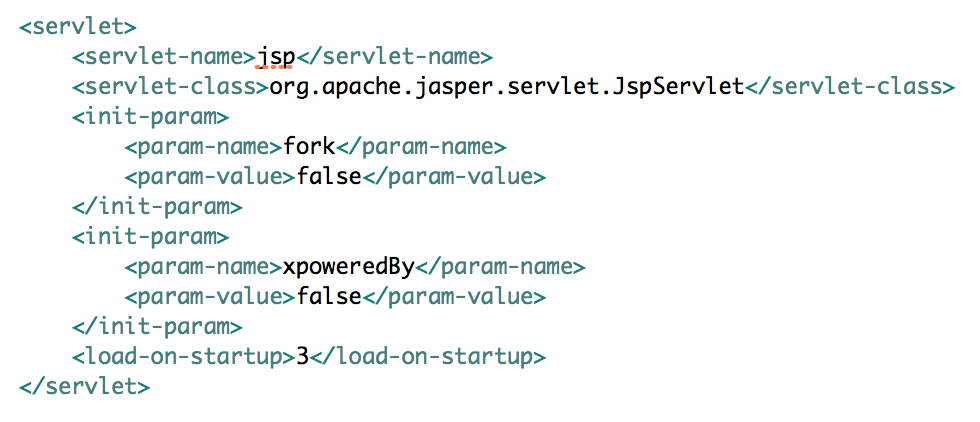 <servlet>
    <servlet-name>jsp</servlet-name>
    <servlet-class>org.apache.jasper.servlet.JspServlet</servlet-class>
    <init-param>
        <param-name>fork</param-name>
        <param-value>false</param-value>
    </init-param>
    <init-param>
        <param-name>xpoweredBy</param-name>
        <param-value>false</param-value>
    </init-param>
    <load-on-startup>3</load-on-startup>
</servlet>